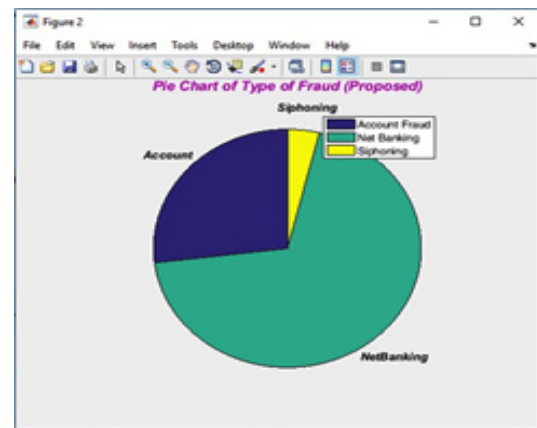 Figure 2
File Edit View Insert Tools Desktop Window Help
Pie Chart of Type of Fraud (Proposed)
Siphoning
Account Fraud
Net Banking
Siphoning
Account
NetBanking